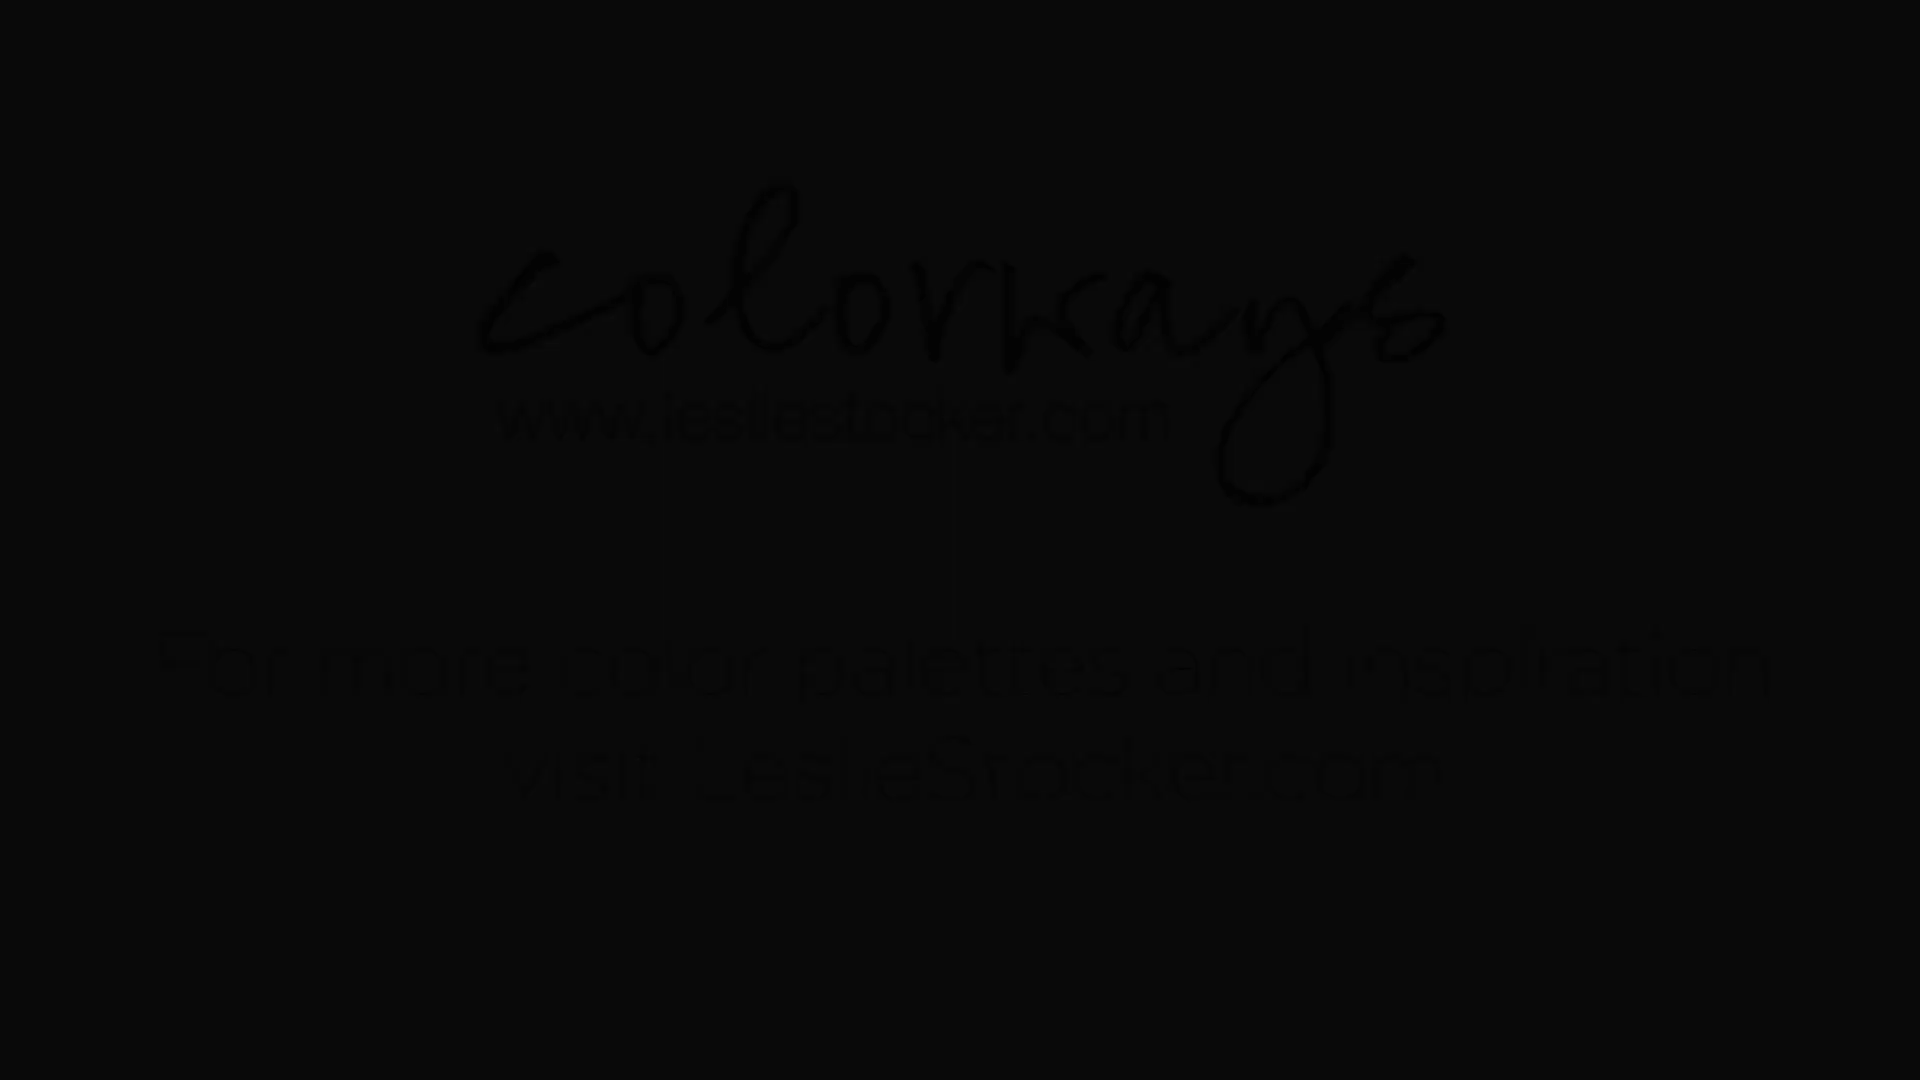 colorways
www.lesliestocker.com
For more color palettes and inspiration
visit LeslieStocker.com